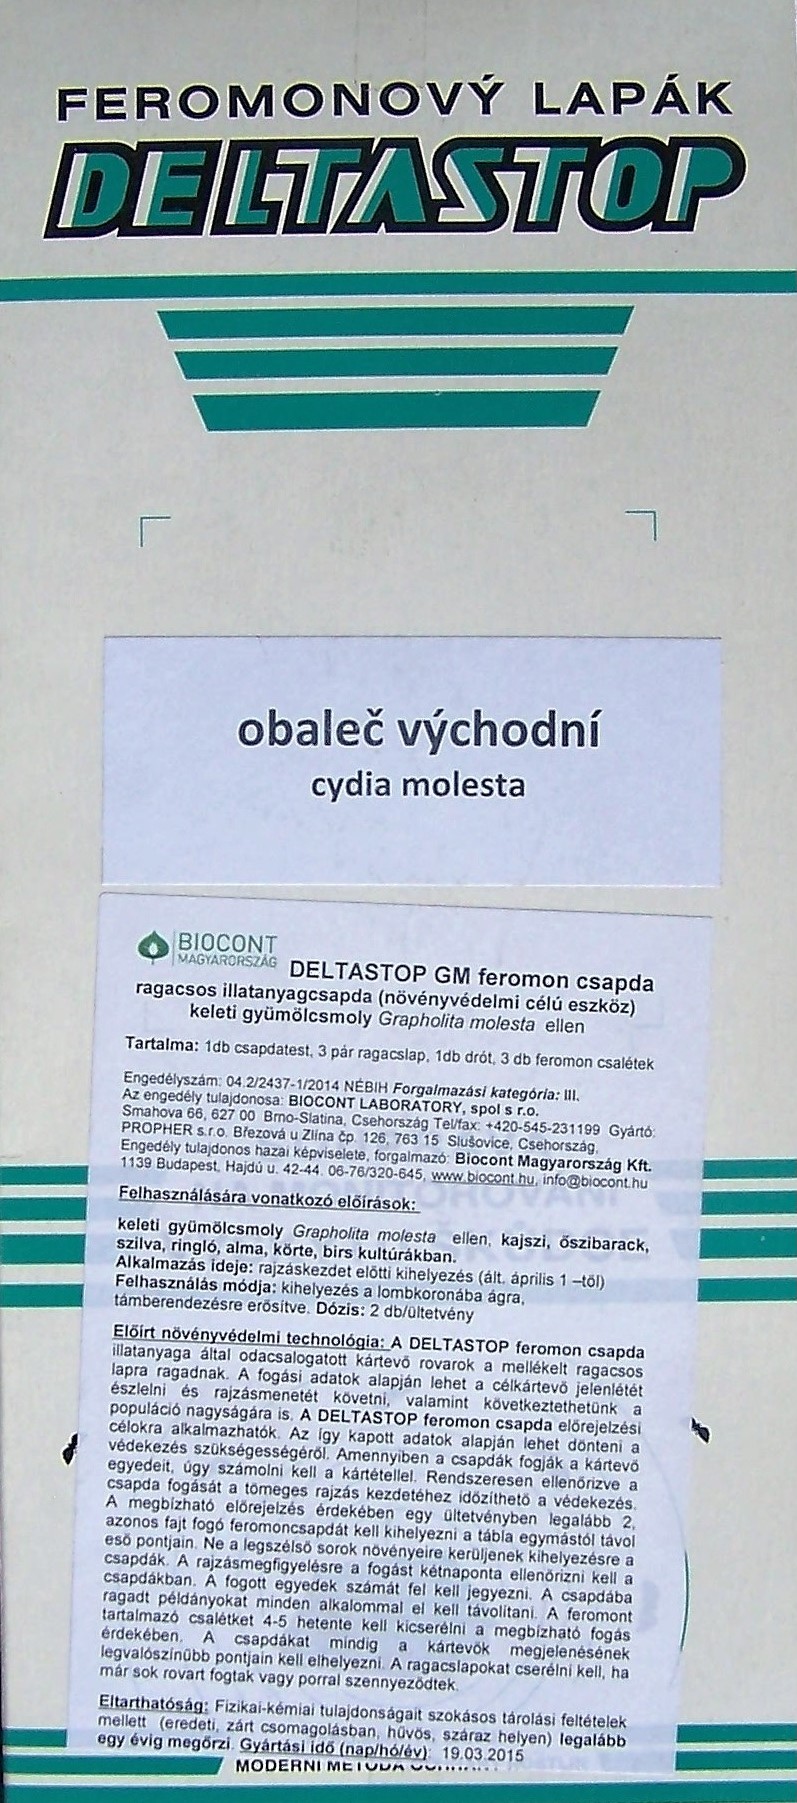 FEROMONOVÝ LAPÁK
DELTASTOP
obaleč východní
cydia molesta
BIOCONT
MAGYARORSZÁG
DELTASTOP GM feromon csapda
ragacsos illatanyagcsapda (növényvédelmi célú eszköz)
keleti gyümölcsmoly Grapholita molesta ellen
Tartalma: 1db csapdatest, 3 pár ragacslap, 1db drót, 3 db feromon csalétek
Engedélyszám: 04.2/2437-1/2014 NÉBIH Forgalmazási kategória: III.
Az engedély tulajdonosa: BIOCONT LABORATORY, spol s r.o.
Smahova 66, 627 00 Brno-Slatina, Csehország Tel/fax: +420-545-231199 Gyártó:
PROPHER s.r.o. Březová u Zlína čp. 126, 763 15 Slušovice, Csehország,
Engedély tulajdonos hazai képviselete, forgalmazó: Biocont Magyarország Kft.
1139 Budapest, Hajdú u. 42-44. 06-76/320-645, www.biocont.hu, info@biocont.hu
Felhasználására vonatkozó előírások:
keleti gyümölcsmoly Grapholita molesta ellen, kajszi, őszibarack,
szilva, ringló, alma, körte, birs kultúrákban.
Alkalmazás ideje: rajzáskezdet előtti kihelyezés (ált. április 1 –től)
Felhasználás módja: kihelyezés a lombkoronába ágra,
támberendezésre erősítve. Dózis: 2 db/ültetvény
Előírt növényvédelmi technológia: A DELTASTOP feromon csapda
illatanyaga által odacsalogatott kártevő rovarok a mellékelt ragacsos
lapra ragadnak. A fogási adatok alapján lehet a célkártevő jelenlétét
észlelni és rajzásmenetét követni, valamint következtethetünk a
populáció nagyságára is. A DELTASTOP feromon csapda előrejelzési
célokra alkalmazhatók. Az így kapott adatok alapján lehet dönteni a
védekezés szükségességéről. Amennyiben a csapdák fogják a kártevő
egyedeit, úgy számolni kell a kártétellel. Rendszeresen ellenőrizve a
csapda fogását a tömeges rajzás kezdetéhez időzíthető a védekezés.
A megbízható előrejelzés érdekében egy ültetvényben legalább 2,
azonos fajt fogó feromoncsapdát kell kihelyezni a tábla egymástól távol
eső pontjain. Ne a legszélső sorok növényeire kerüljenek kihelyezésre a
csapdák. A rajzásmegfigyelésre a fogást kétnaponta ellenőrizni kell a
csapdákban. A fogott egyedek számát fel kell jegyezni. A csapdába
ragadt példányokat minden alkalommal el kell távolítani. A feromont
tartalmazó csalétket 4-5 hetente kell kicserélni a megbízható fogás
érdekében. A csapdákat mindig a kártevők megjelenésének
legvalószínűbb pontjain kell elhelyezni. A ragacslapokat cserélni kell, ha
már sok rovart fogtak vagy porral szennyeződtek.
Eltarthatóság: Fizikai-kémiai tulajdonságait szokásos tárolási feltételek
mellett (eredeti, zárt csomagolásban, hűvös, száraz helyen) legalább
egy évig megőrzi. Gyártási idő (nap/hó/év): 19.03.2015
MODERNI METODA